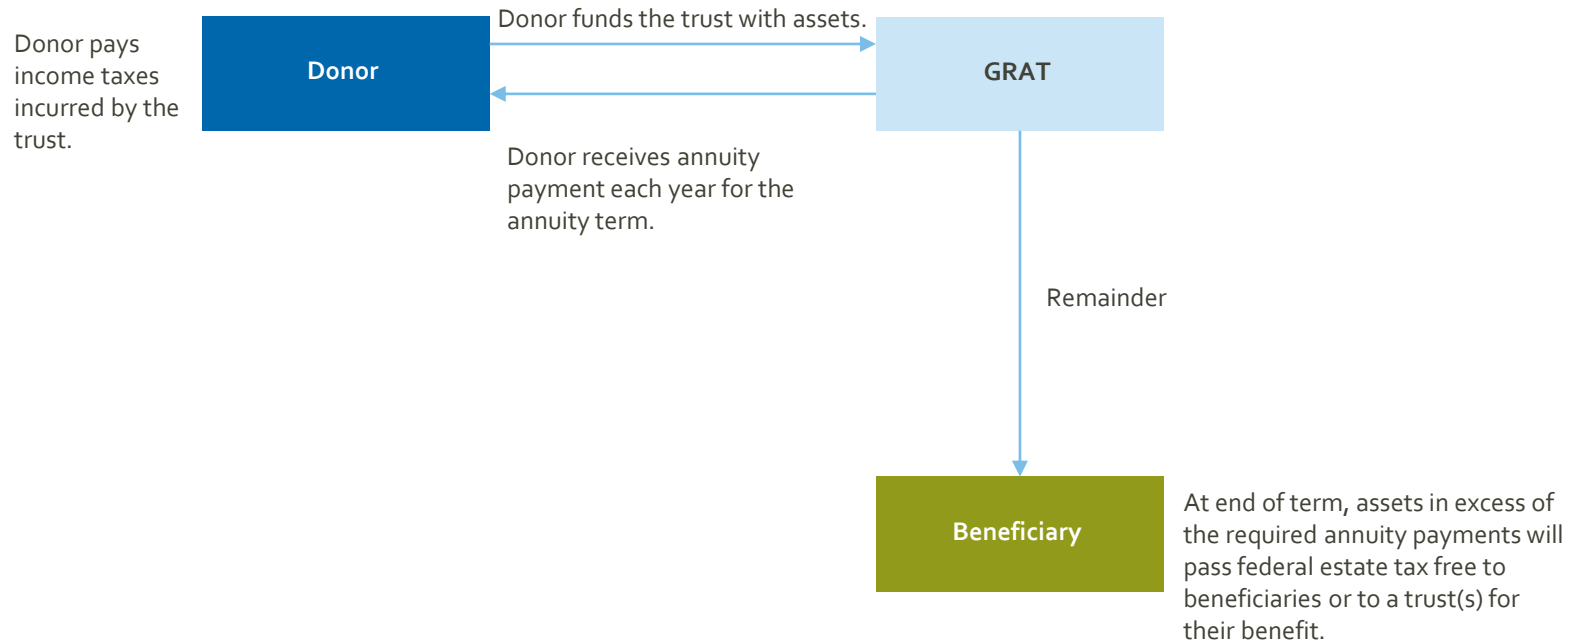 Donor funds the trust with assets.
Donor pays
income taxes
incurred by the
trust.
Donor
GRAT
Donor receives annuity
payment each year for the
annuity term.
Remainder
Beneficiary
At end of term, assets in excess of
the required annuity payments will
pass federal estate tax free to
beneficiaries or to a trust(s) for
their benefit.